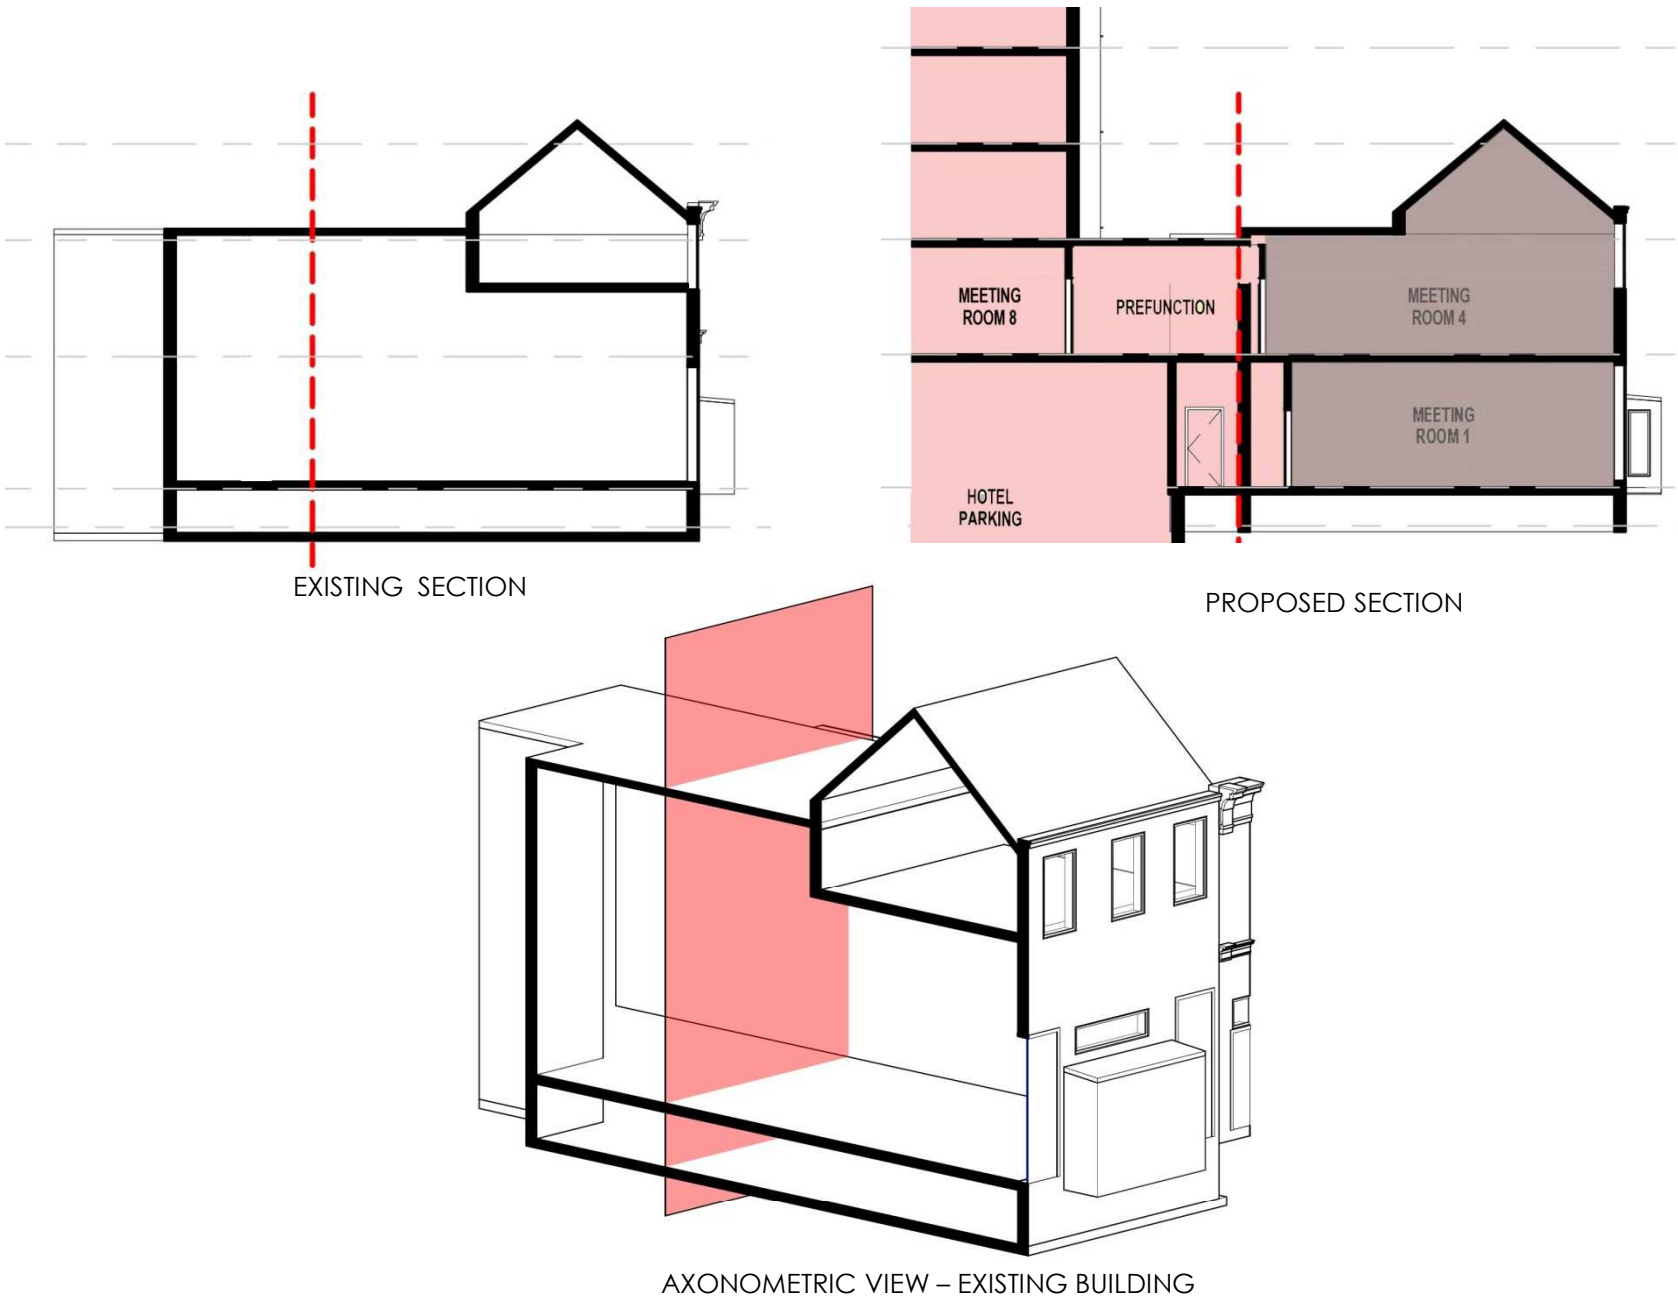 MEETING
ROOM 8
PREFUNCTION
MEETING
ROOM 4
MEETING
ROOM 1
HOTEL
PARKING
EXISTING SECTION
PROPOSED SECTION
AXONOMETRIC VIEW – EXISTING BUILDING